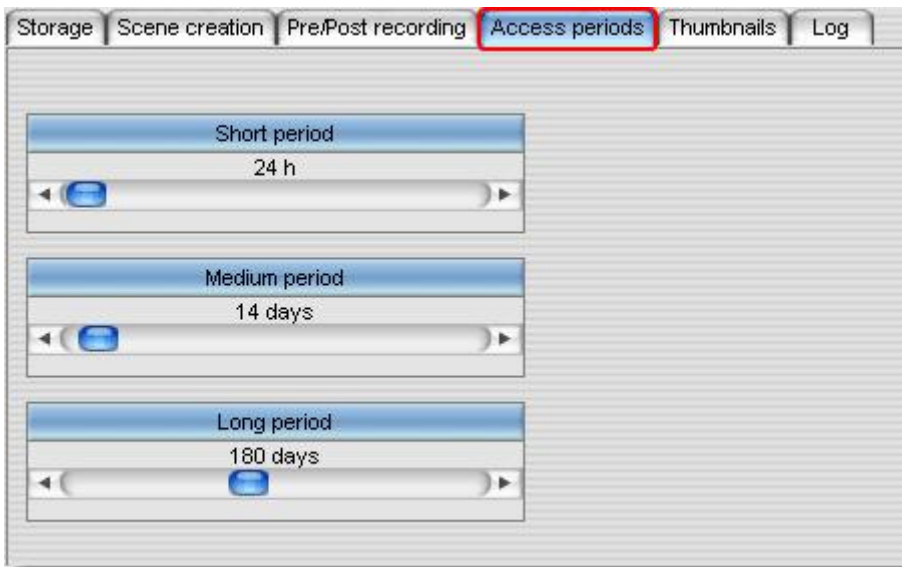 Storage Scene creation Pre/Post recording Access periods Thumbnails Log
Short period
24 h
Medium period
14 days
Long period
180 days